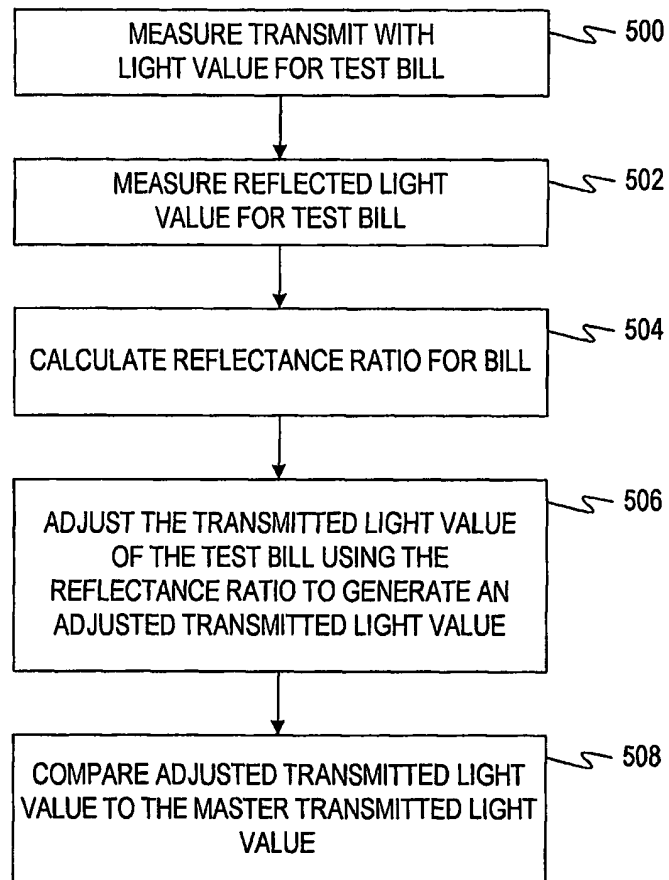 MEASURE TRANSMIT WITH
LIGHT VALUE FOR TEST BILL
500
MEASURE REFLECTED LIGHT
VALUE FOR TEST BILL
502
CALCULATE REFLECTANCE RATIO FOR BILL
504
ADJUST THE TRANSMITTED LIGHT VALUE
OF THE TEST BILL USING THE
REFLECTANCE RATIO TO GENERATE AN
ADJUSTED TRANSMITTED LIGHT VALUE
506
COMPARE ADJUSTED TRANSMITTED LIGHT
VALUE TO THE MASTER TRANSMITTED LIGHT
VALUE
508